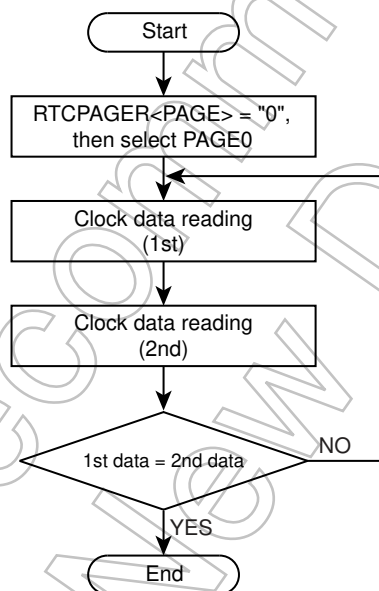 Start
RTCPAGER<PAGE> = "0",
then select PAGE0
Clock data reading
(1st)
Clock data reading
(2nd)
1st data = 2nd data
NO
YES
End